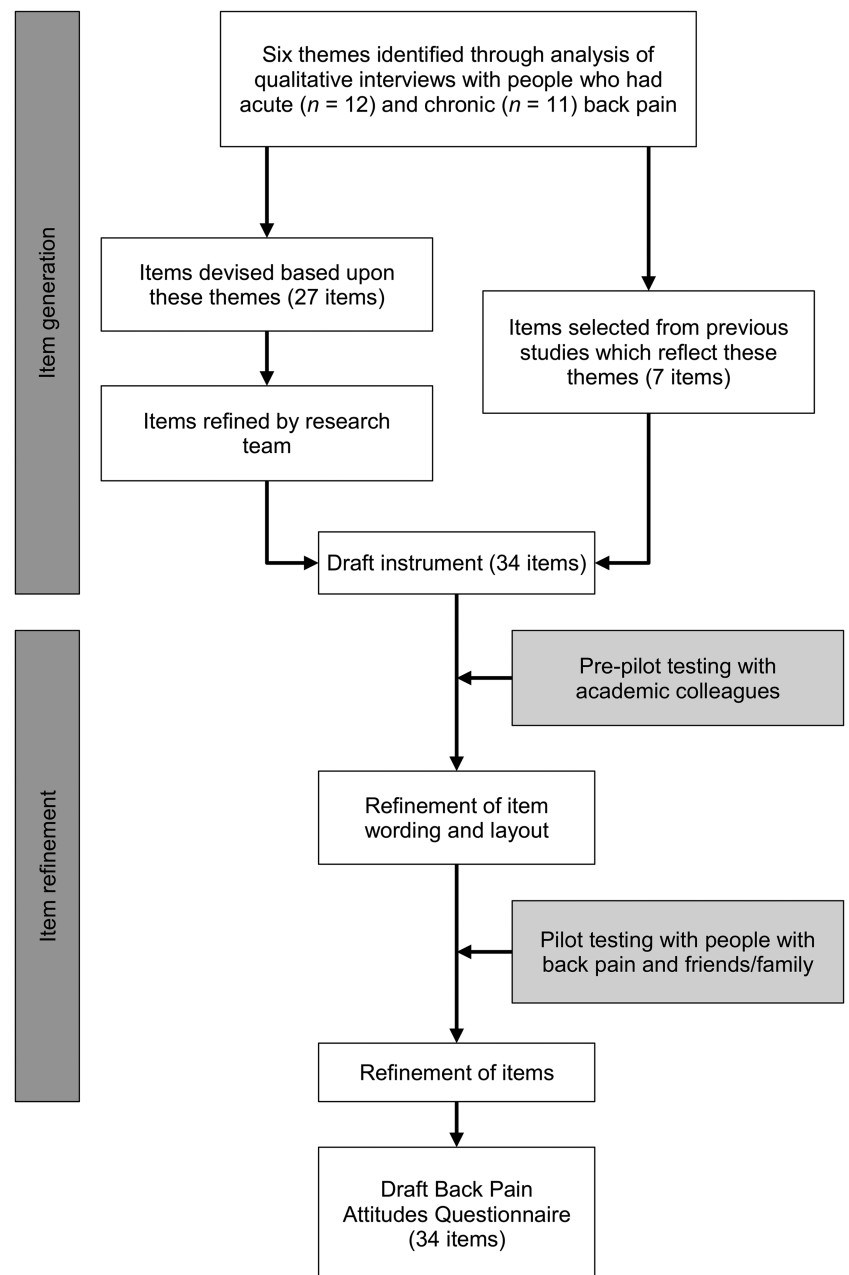 Item generation
Six themes identified through analysis of
qualitative interviews with people who had
acute (n = 12) and chronic (n = 11) back pain
Items devised based upon
these themes (27 items)
Items selected from previous
studies which reflect these
themes (7 items)
Items refined by research
team
Draft instrument (34 items)
Item refinement
Pre-pilot testing with
academic colleagues
Refinement of item
wording and layout
Pilot testing with people with
back pain and friends/family
Refinement of items
Draft Back Pain
Attitudes Questionnaire
(34 items)